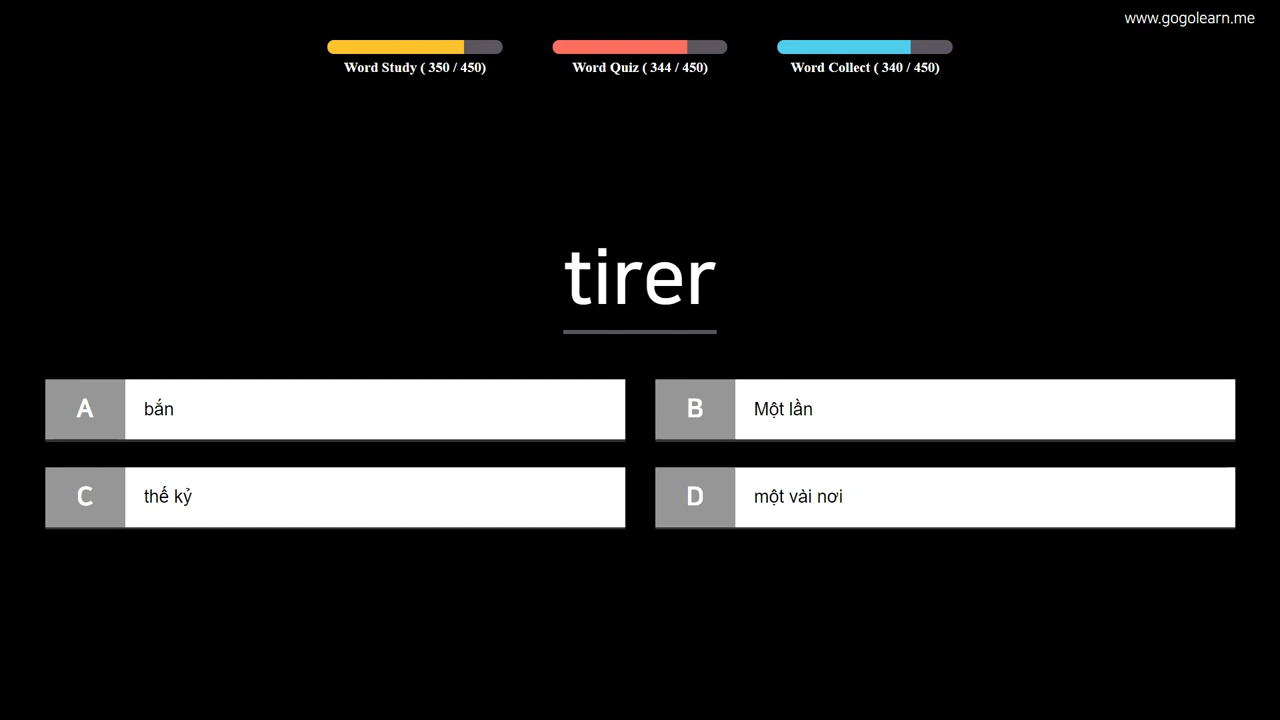 www.gogolearn.me
Word Study ( 350 / 450)
Word Quiz ( 344 / 450)
Word Collect ( 340 / 450)
tirer
A bắn
B Một lần
C thế kỷ
D một vài nơi